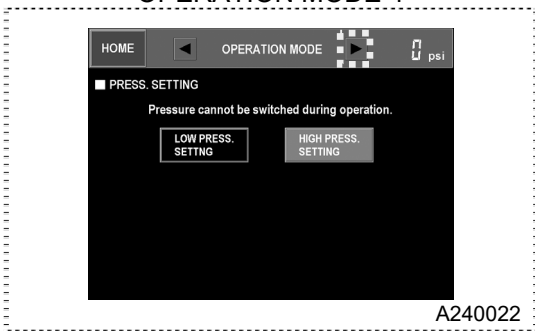 HOME
OPERATION MODE
0 psi
■ PRESS. SETTING
Pressure cannot be switched during operation.
LOW PRESS.
SETTNG
HIGH PRESS.
SETTING
A240022